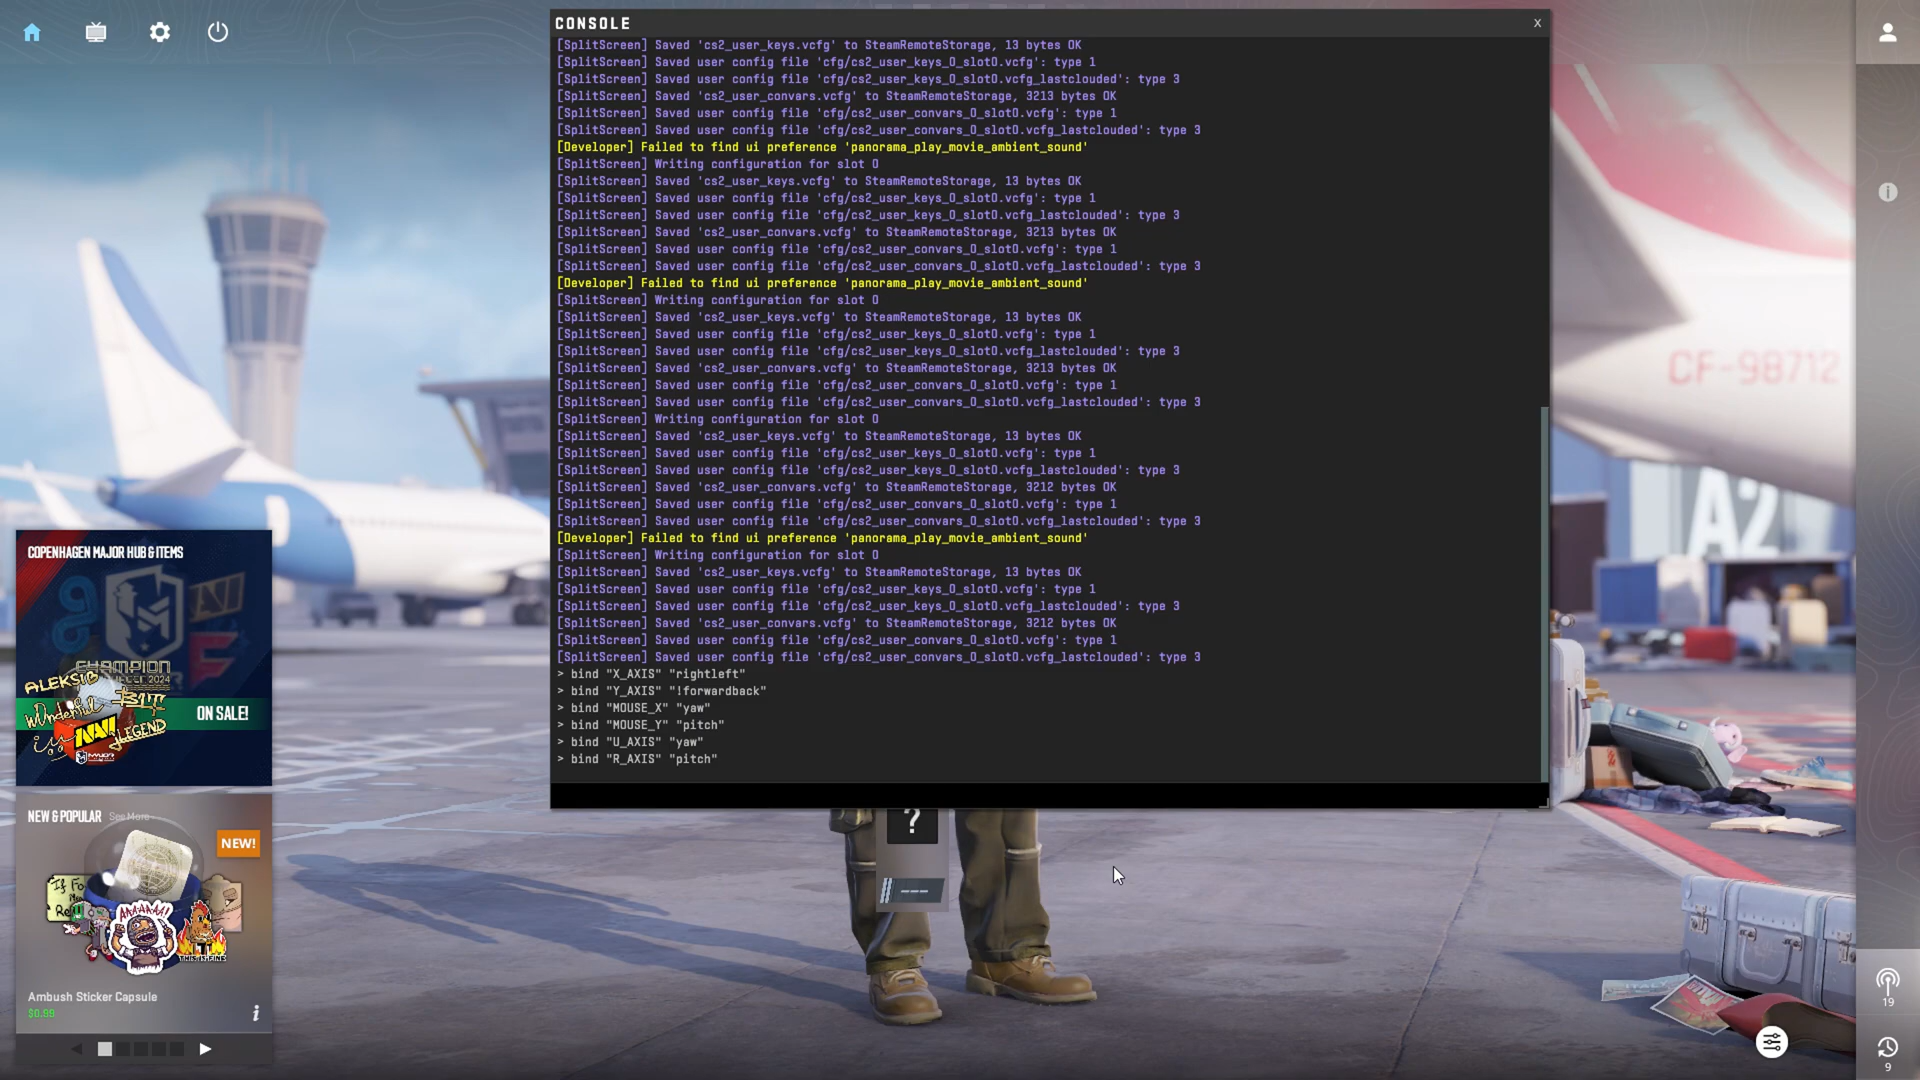 CONSOLE
X
[SplitScreen] Saved 'cs2_user_keys.vcfg' to SteamRemoteStorage, 13 bytes OK
[SplitScreen] Saved user config file 'cfg/cs2_user_keys_0_slot0.vcfg': type 1
[SplitScreen] Saved user config file 'cfg/cs2_user_keys_0_slot0.vcfg_lastclouded': type 3
[SplitScreen] Saved 'cs2_user_convars.vcfg' to SteamRemoteStorage, 3213 bytes OK
[SplitScreen] Saved user config file 'cfg/cs2_user_convars_0_slot0.vcfg': type 1
[SplitScreen] Saved user config file 'cfg/cs2_user_convars_0_slot0.vcfg_lastclouded': type 3
[Developer] Failed to find ui preference 'panorama_play_movie_ambient_sound'
[SplitScreen] Writing configuration for slot 0
[SplitScreen] Saved 'cs2_user_keys.vcfg' to SteamRemoteStorage, 13 bytes OK
[SplitScreen] Saved user config file 'cfg/cs2_user_keys_0_slot0.vcfg': type 1
[SplitScreen] Saved user config file 'cfg/cs2_user_keys_0_slot0.vcfg_lastclouded': type 3
[SplitScreen] Saved 'cs2_user_convars.vcfg' to SteamRemoteStorage, 3213 bytes OK
[SplitScreen] Saved user config file 'cfg/cs2_user_convars_0_slot0.vcfg': type 1
[SplitScreen] Saved user config file 'cfg/cs2_user_convars_0_slot0.vcfg_lastclouded': type 3
[Developer] Failed to find ui preference 'panorama_play_movie_ambient_sound'
[SplitScreen] Writing configuration for slot 0
[SplitScreen] Saved 'cs2_user_keys.vcfg' to SteamRemoteStorage, 13 bytes OK
[SplitScreen] Saved user config file 'cfg/cs2_user_keys_0_slot0.vcfg': type 1
[SplitScreen] Saved user config file 'cfg/cs2_user_keys_0_slot0.vcfg_lastclouded': type 3
[SplitScreen] Saved 'cs2_user_convars.vcfg' to SteamRemoteStorage, 3213 bytes OK
[SplitScreen] Saved user config file 'cfg/cs2_user_convars_0_slot0.vcfg': type 1
[SplitScreen] Saved user config file 'cfg/cs2_user_convars_0_slot0.vcfg_lastclouded': type 3
[SplitScreen] Writing configuration for slot 0
[SplitScreen] Saved 'cs2_user_keys.vcfg' to SteamRemoteStorage, 13 bytes OK
[SplitScreen] Saved user config file 'cfg/cs2_user_keys_0_slot0.vcfg': type 1
[SplitScreen] Saved user config file 'cfg/cs2_user_keys_0_slot0.vcfg_lastclouded': type 3
[SplitScreen] Saved 'cs2_user_convars.vcfg' to SteamRemoteStorage, 3212 bytes OK
[SplitScreen] Saved user config file 'cfg/cs2_user_convars_0_slot0.vcfg': type 1
[SplitScreen] Saved user config file 'cfg/cs2_user_convars_0_slot0.vcfg_lastclouded': type 3
[Developer] Failed to find ui preference 'panorama_play_movie_ambient_sound'
[SplitScreen] Writing configuration for slot 0
[SplitScreen] Saved 'cs2_user_keys.vcfg' to SteamRemoteStorage, 13 bytes OK
[SplitScreen] Saved user config file 'cfg/cs2_user_keys_0_slot0.vcfg': type 1
[SplitScreen] Saved user config file 'cfg/cs2_user_keys_0_slot0.vcfg_lastclouded': type 3
[SplitScreen] Saved 'cs2_user_convars.vcfg' to SteamRemoteStorage, 3212 bytes OK
[SplitScreen] Saved user config file 'cfg/cs2_user_convars_0_slot0.vcfg': type 1
[SplitScreen] Saved user config file 'cfg/cs2_user_convars_0_slot0.vcfg_lastclouded': type 3
> bind "X_AXIS" "rightleft"
> bind "Y_AXIS" "!forwardback"
> bind "MOUSE_X" "yaw"
> bind "MOUSE_Y" "pitch"
> bind "U_AXIS" "yaw"
> bind "R_AXIS" "pitch"
CF-98712
A2
COPENHAGEN MAJOR HUB & ITEMS
CHAMPION
2024
ALEKSIB
B1T
w0nderful
NAVI
jL
LEGEND
ON SALE!
NEW & POPULAR
See More
NEW!
AAAAAAA!
THIS IS FINE
Ambush Sticker Capsule
$0.99
i
?
---
19
9